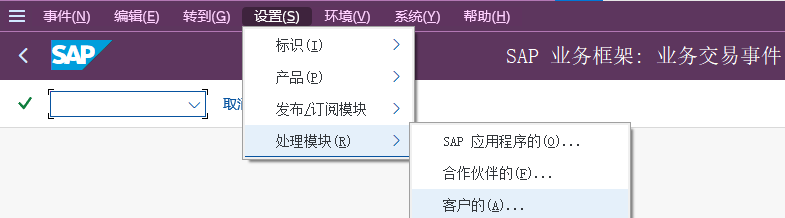 事件(N) 编辑(E) 转到(G) 设置(S) 环境(V) 系统(Y) 帮助(H)
SAP SAP 业务框架: 业务交易事件
标识(I)
产品(P)
发布/订阅模块
处理模块(R)
SAP 应用程序的(O)...
合作伙伴的(F)...
客户的(A)...